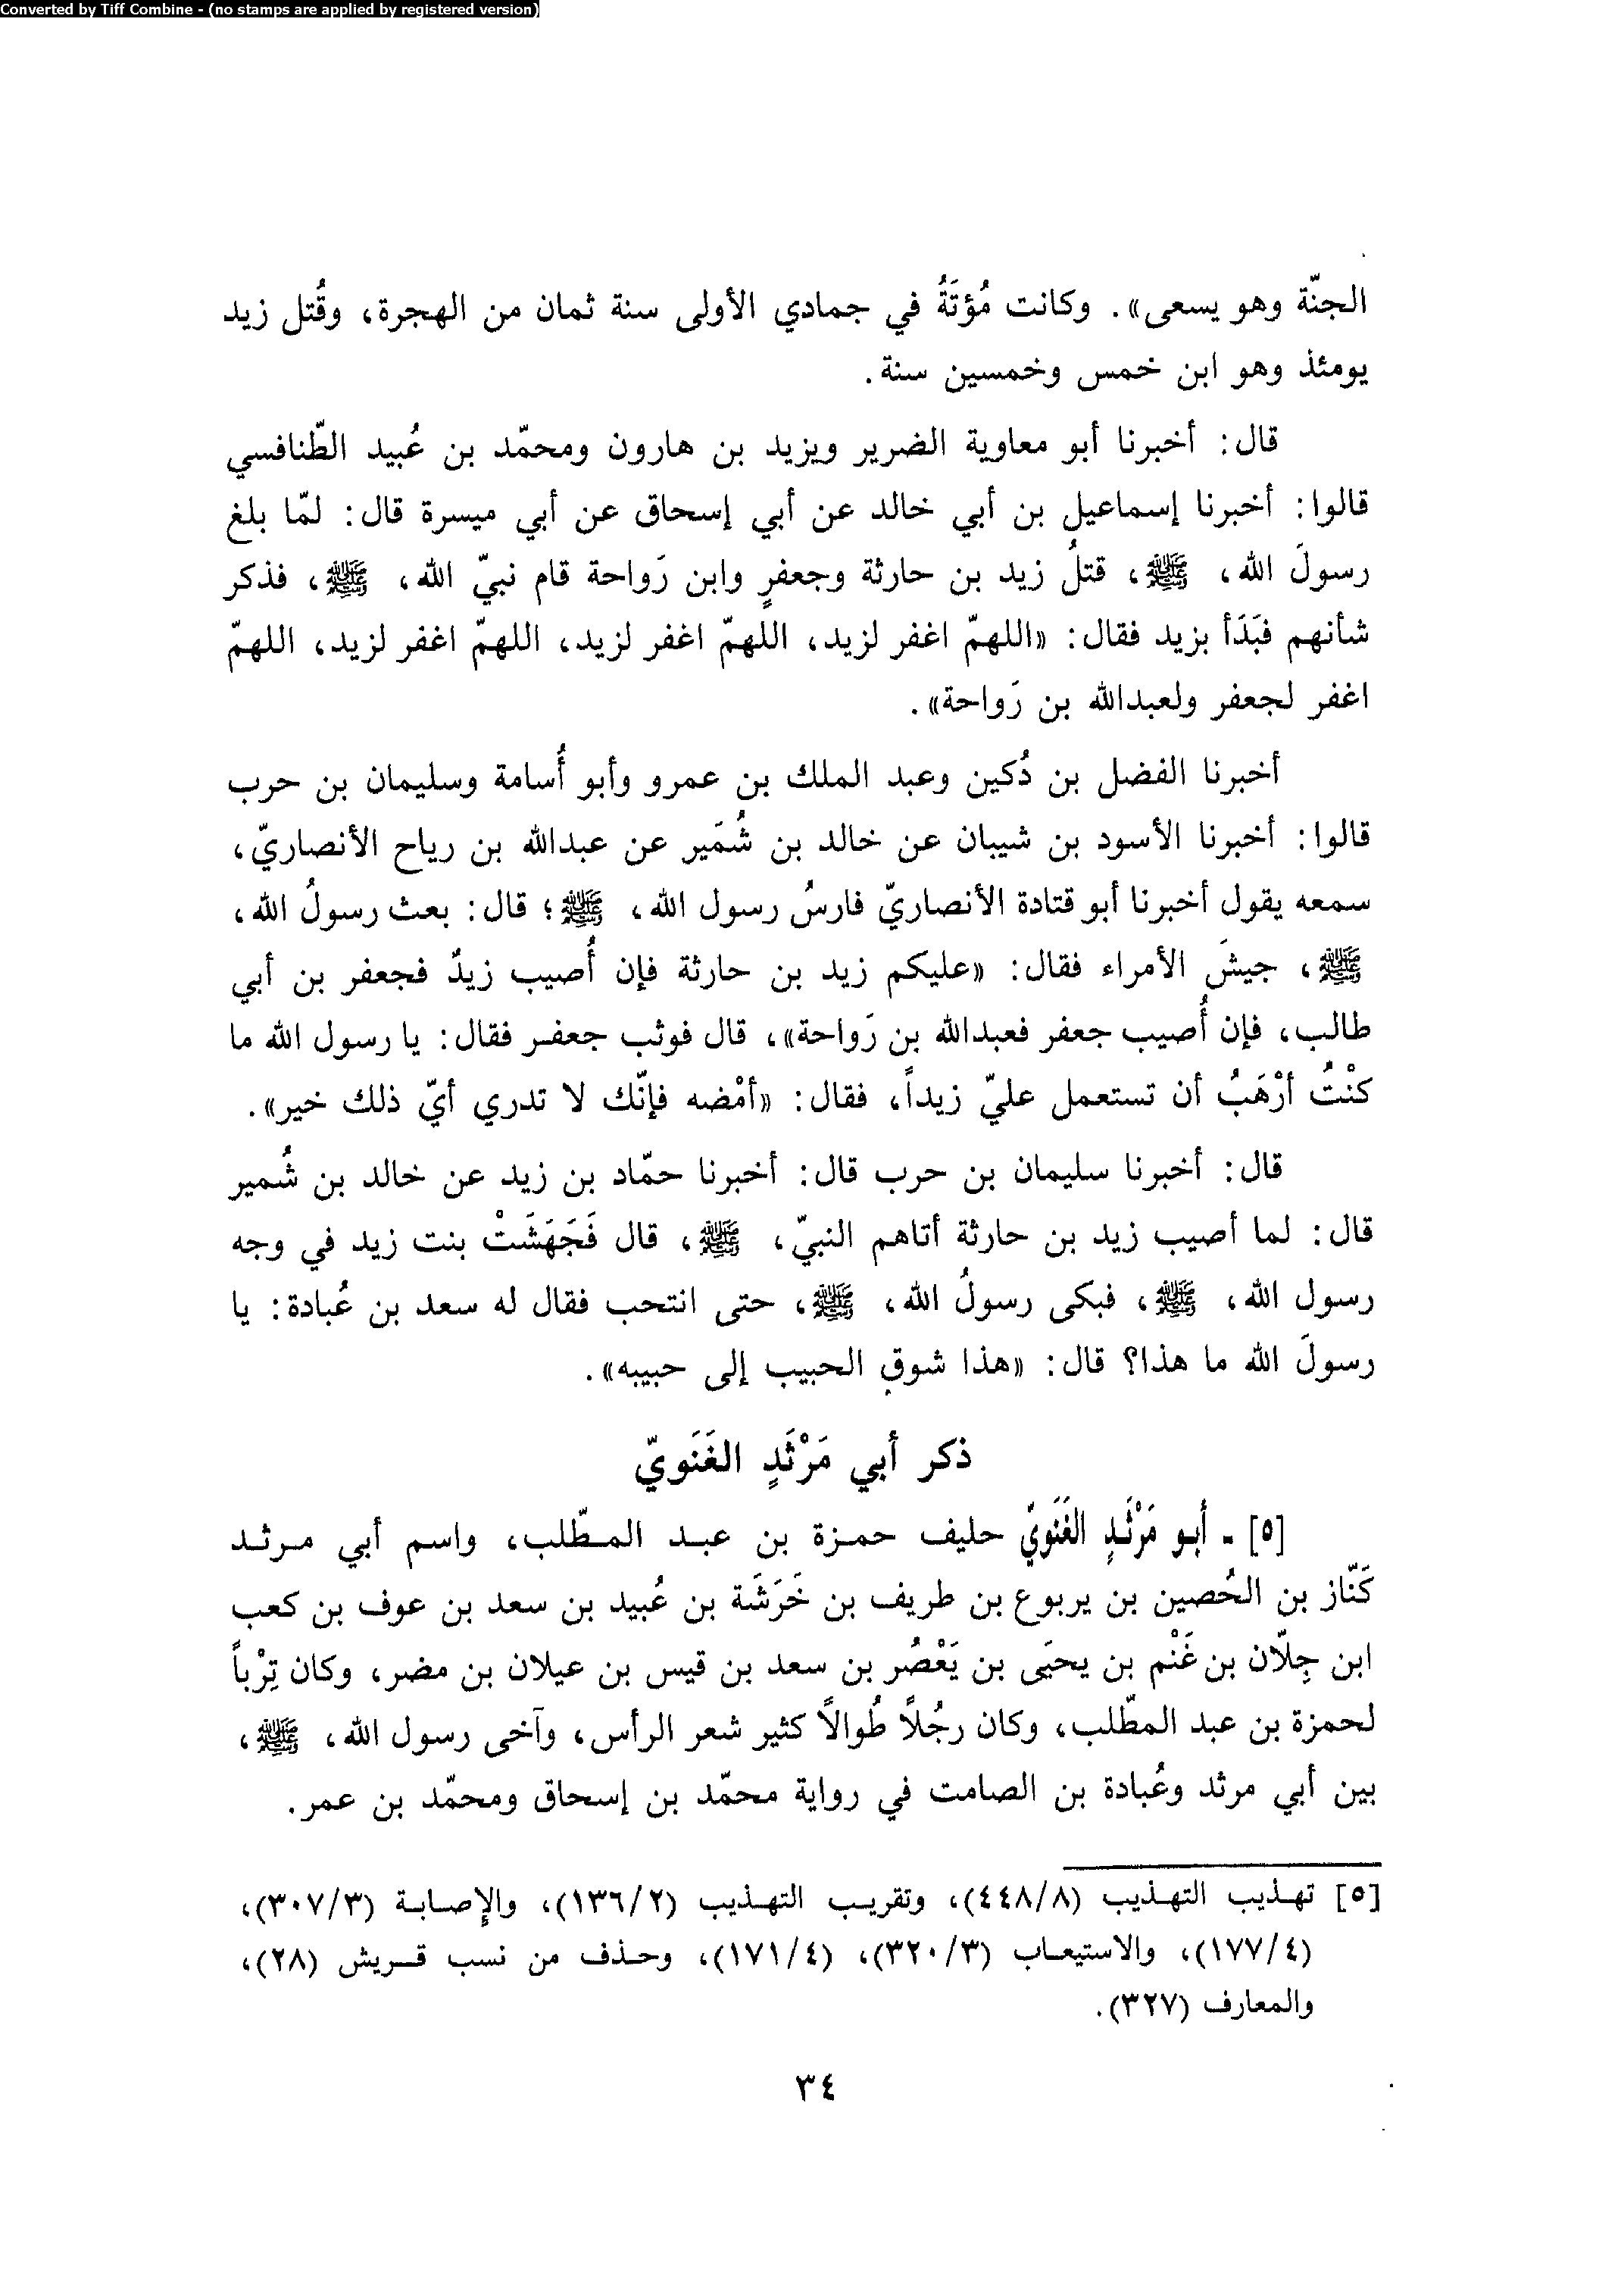 Converted by Tiff Combine - (no stamps are applied by registered version)
الجنّة وهو يسعى». وكانت مُؤتَةُ في جمادي الأولى سنة ثمان من الهجرة، وقُتل زيد
يومئذ وهو ابن خمس وخمسين سنة.
قال: أخبرنا أبو معاوية الضرير ويزيد بن هارون ومحمّد بن عُبيد الطّنافسي
قالوا: أخبرنا إسماعيل بن أبي خالد عن أبي إسحاق عن أبي ميسرة قال: لمّا بلغ
رسولَ الله، ﷺ، قتلُ زيد بن حارثة وجعفرٍ وابن رَواحة قام نبيّ الله، ﷺ، فذكر
شأنهم فبَدَأ بزيد فقال: «اللهمّ اغفر لزيد، اللهمّ اغفر لزيد، اللهمّ اغفر لزيد، اللهمّ
اغفر لجعفر ولعبدالله بن رَواحة».
أخبرنا الفضل بن دُكين وعبد الملك بن عمرو وأبو أُسامة وسليمان بن حرب
قالوا: أخبرنا الأسود بن شيبان عن خالد بن شُمَير عن عبدالله بن رياح الأنصاريّ،
سمعه يقول أخبرنا أبو قتادة الأنصاريّ فارسُ رسول الله، ﷺ؛ قال: بعث رسولُ الله،
ﷺ، جيشَ الأمراء فقال: «عليكم زيد بن حارثة فإن أُصيب زيدٌ فجعفر بن أبي
طالب، فإن أُصيب جعفر فعبدالله بن رَواحة»، قال فوثب جعفر فقال: يا رسول الله ما
كنْتُ أرْهَبُ أن تستعمل عليّ زيداً، فقال: «أمْضه فإنّك لا تدري أيّ ذلك خير».
قال: أخبرنا سليمان بن حرب قال: أخبرنا حمّاد بن زيد عن خالد بن شُمير
قال: لما أصيب زيد بن حارثة أتاهم النبيّ، ﷺ، قال فَجَهَشَتْ بنت زيد في وجه
رسول الله، ﷺ، فبكى رسولُ الله، ﷺ، حتى انتحب فقال له سعد بن عُبادة: يا
رسولَ الله ما هذا؟ قال: «هذا شوق الحبيب إلى حبيبه».
ذكر أبي مَرْثَدٍ الغَنَويّ
[٥] ـ أبو مَرْثَدٍ الغَنَويّ حليف حمزة بن عبد المطّلب، واسم أبي مرثد
كَنّاز بن الحُصين بن يربوع بن طريف بن خَرَشَة بن عُبيد بن سعد بن عوف بن كعب
ابن جِلّان بن غَنْم بن يحيَى بن يَعْصُر بن سعد بن قيس بن عيلان بن مضر، وكان تِرْباً
لحمزة بن عبد المطّلب، وكان رجُلاً طُوالاً كثير شعر الرأس، وآخى رسول الله، ﷺ،
بين أبي مرثد وعُبادة بن الصامت في رواية محمّد بن إسحاق ومحمّد بن عمر.
[٥] تهذيب التهذيب (٤٤٨/٨)، وتقريب التهذيب (١٣٦/٢)، والإصابة (٣٠٧/٣)،
(١٧٧/٤)، والاستيعاب (٣٢٠/٣)، (١٧١/٤)، وحذف من نسب قريش (٢٨)،
والمعارف (٣٢٧).
٣٤